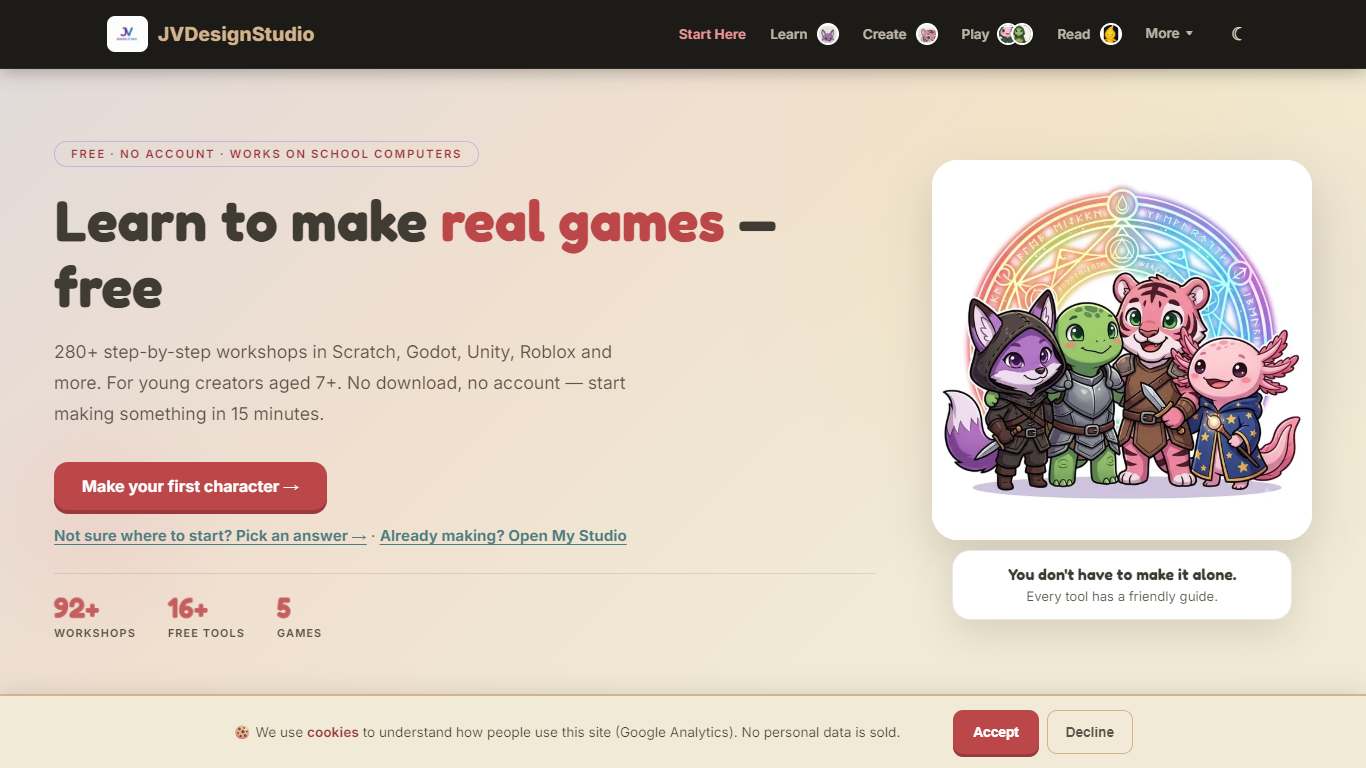 JV
JVDesignStudio
Start Here
Learn
Create
Play
Read
More
FREE · NO ACCOUNT · WORKS ON SCHOOL COMPUTERS
Learn to make real games —
free
280+ step-by-step workshops in Scratch, Godot, Unity, Roblox and
more. For young creators aged 7+. No download, no account — start
making something in 15 minutes.
Make your first character →
Not sure where to start? Pick an answer → · Already making? Open My Studio
92+
WORKSHOPS
16+
FREE TOOLS
5
GAMES
You don't have to make it alone.
Every tool has a friendly guide.
We use cookies to understand how people use this site (Google Analytics). No personal data is sold.
Accept
Decline